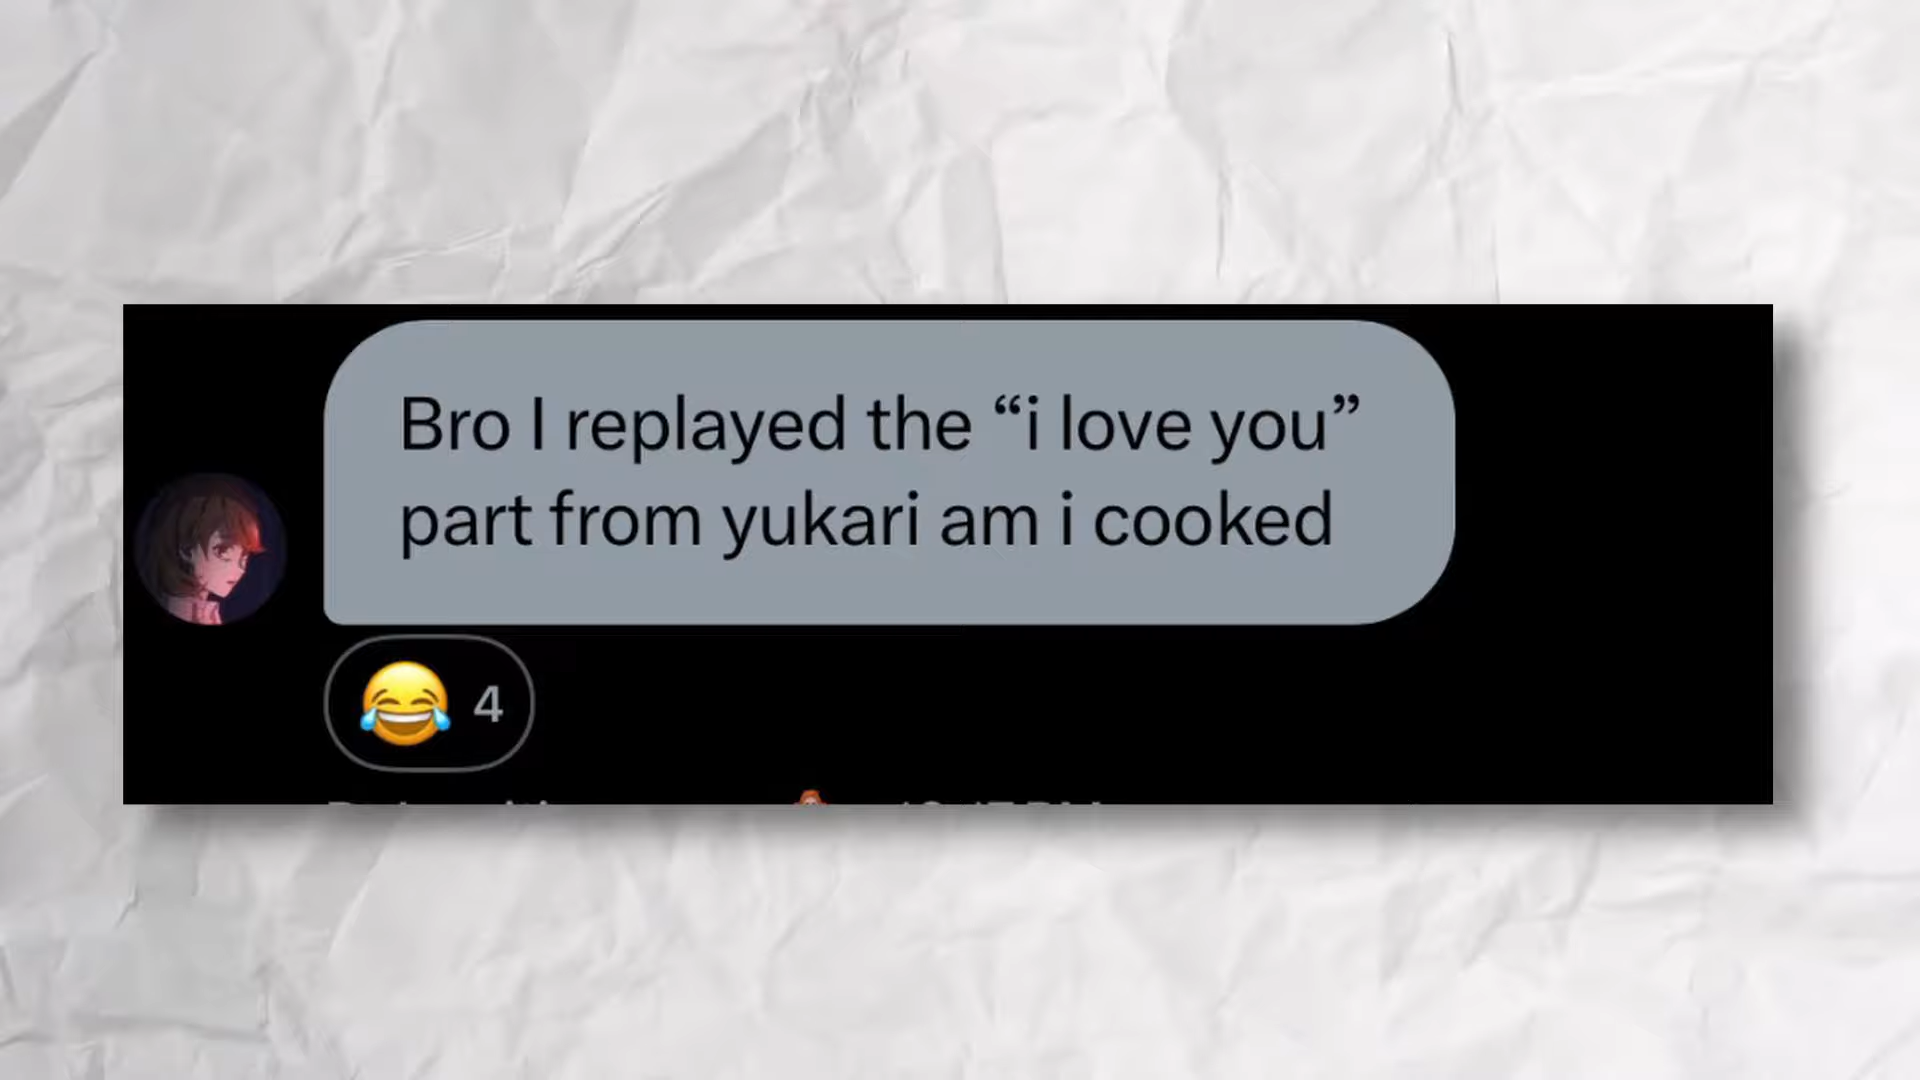 Bro I replayed the “i love you”
part from yukari am i cooked
4